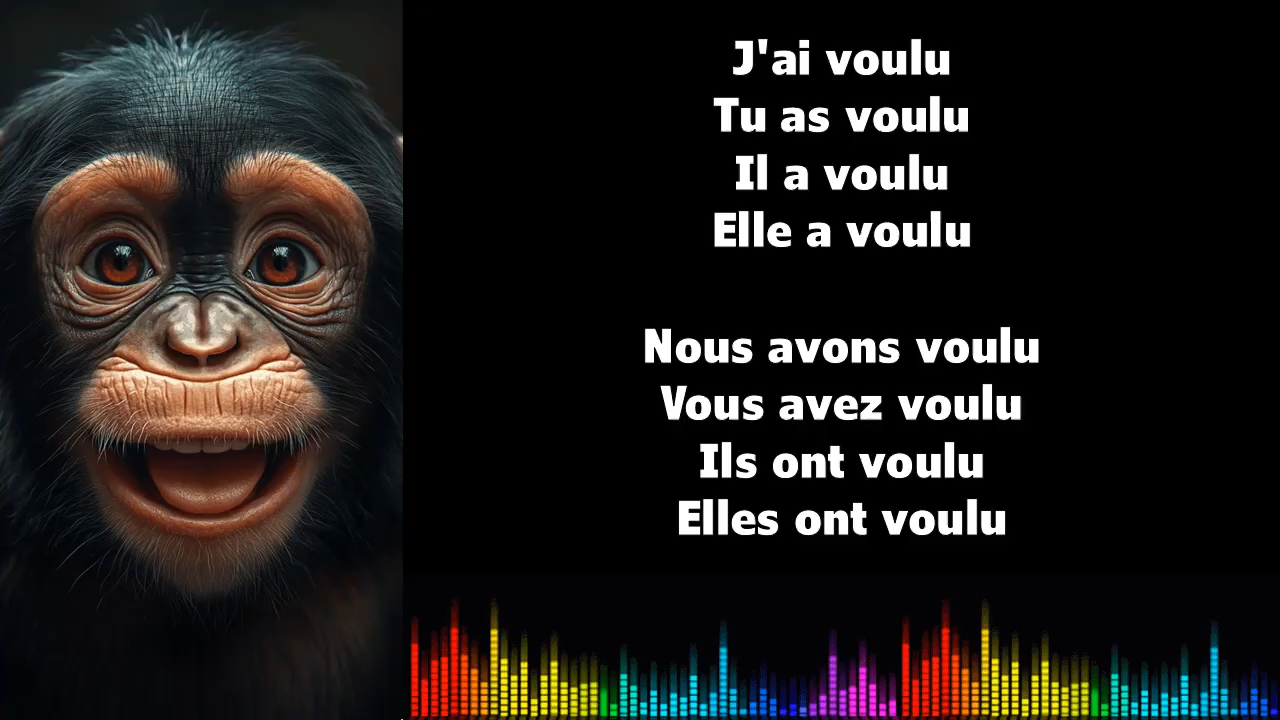 J'ai voulu
Tu as voulu
Il a voulu
Elle a voulu
Nous avons voulu
Vous avez voulu
Ils ont voulu
Elles ont voulu